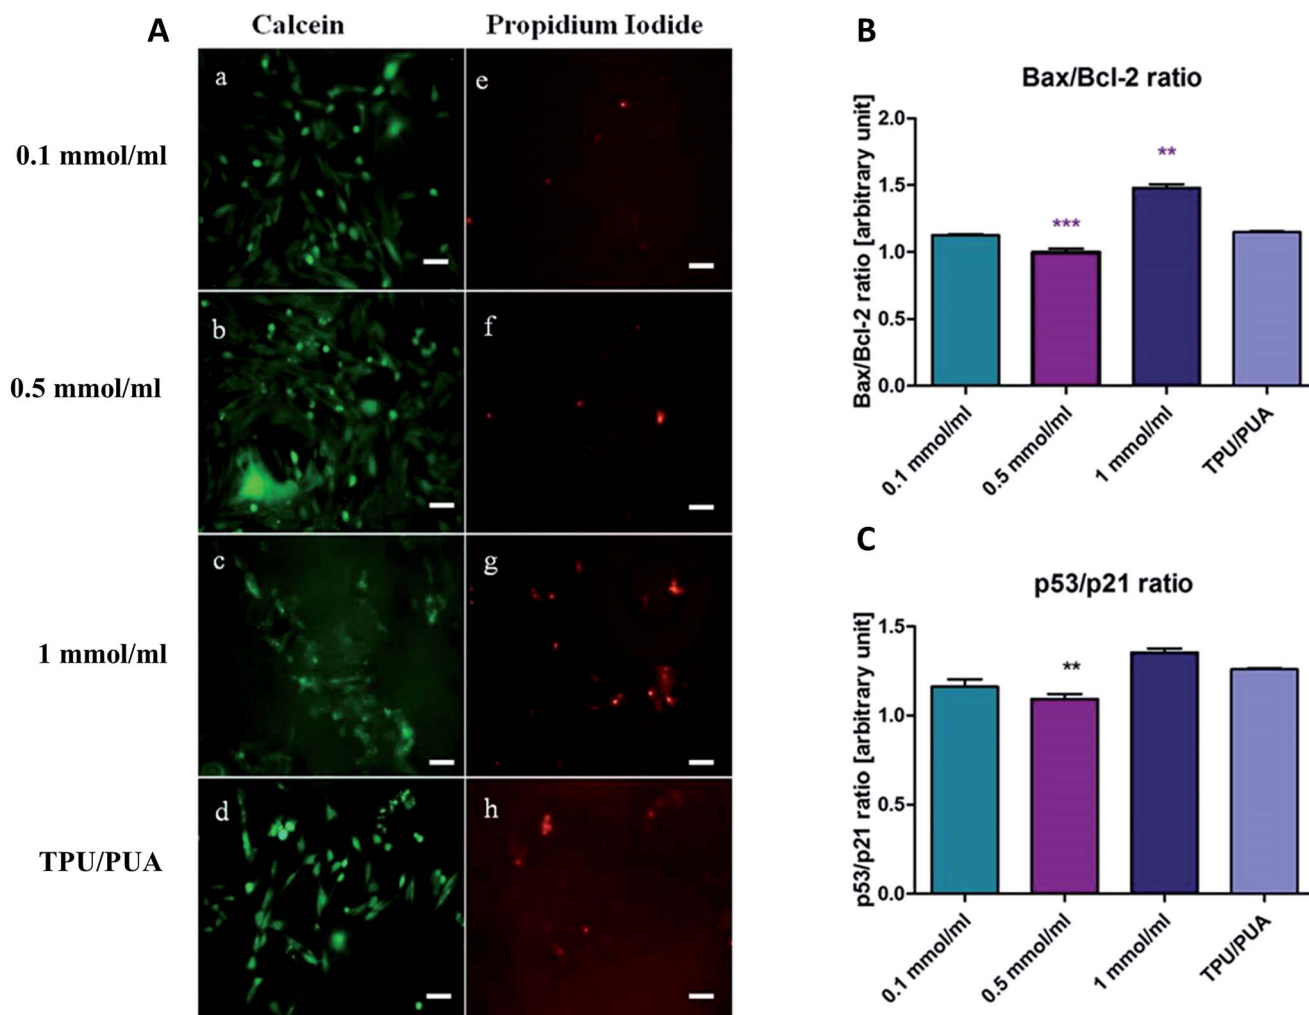 A
Calcein
Propidium Iodide
0.1 mmol/ml
a
e
0.5 mmol/ml
b
f
1 mmol/ml
c
g
TPU/PUA
d
h
B
Bax/Bcl-2 ratio
Bax/Bcl-2 ratio [arbitrary unit]
2.0
1.5
1.0
0.5
0.0
***
**
0.1 mmol/ml
0.5 mmol/ml
1 mmol/ml
TPU/PUA
C
p53/p21 ratio
p53/p21 ratio [arbitrary unit]
1.5
1.0
0.5
0.0
**
0.1 mmol/ml
0.5 mmol/ml
1 mmol/ml
TPU/PUA